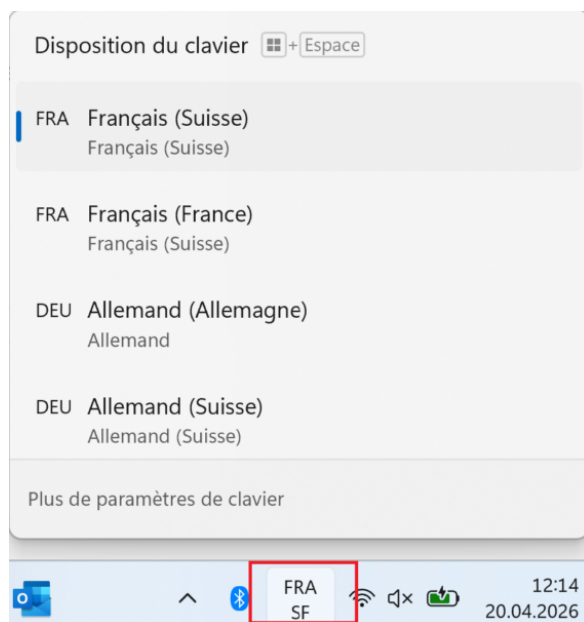 Disposition du clavier + Espace
FRA Français (Suisse)
Français (Suisse)
FRA Français (France)
Français (Suisse)
DEU Allemand (Allemagne)
Allemand
DEU Allemand (Suisse)
Allemand (Suisse)
Plus de paramètres de clavier
FRA
SF
12:14
20.04.2026